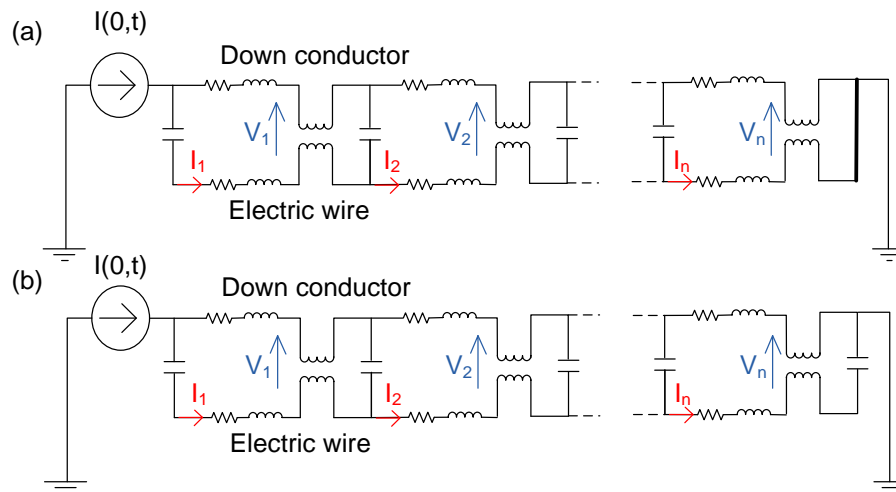 (a)
I(0,t)
Down conductor
V₁
V₂
Vₙ
I₁
I₂
Iₙ
Electric wire
(b)
I(0,t)
Down conductor
V₁
V₂
Vₙ
I₁
I₂
Iₙ
Electric wire